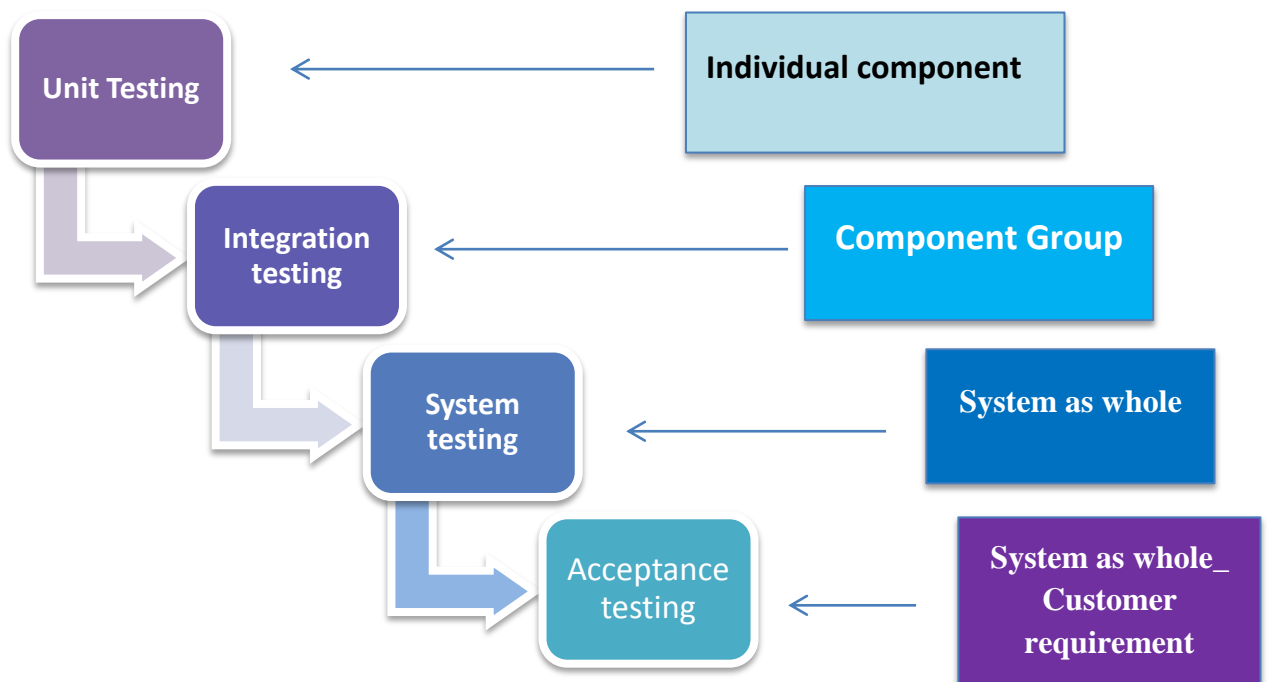 Unit Testing
Individual component
Integration
testing
Component Group
System
testing
System as whole
Acceptance
testing
System as whole_
Customer
requirement